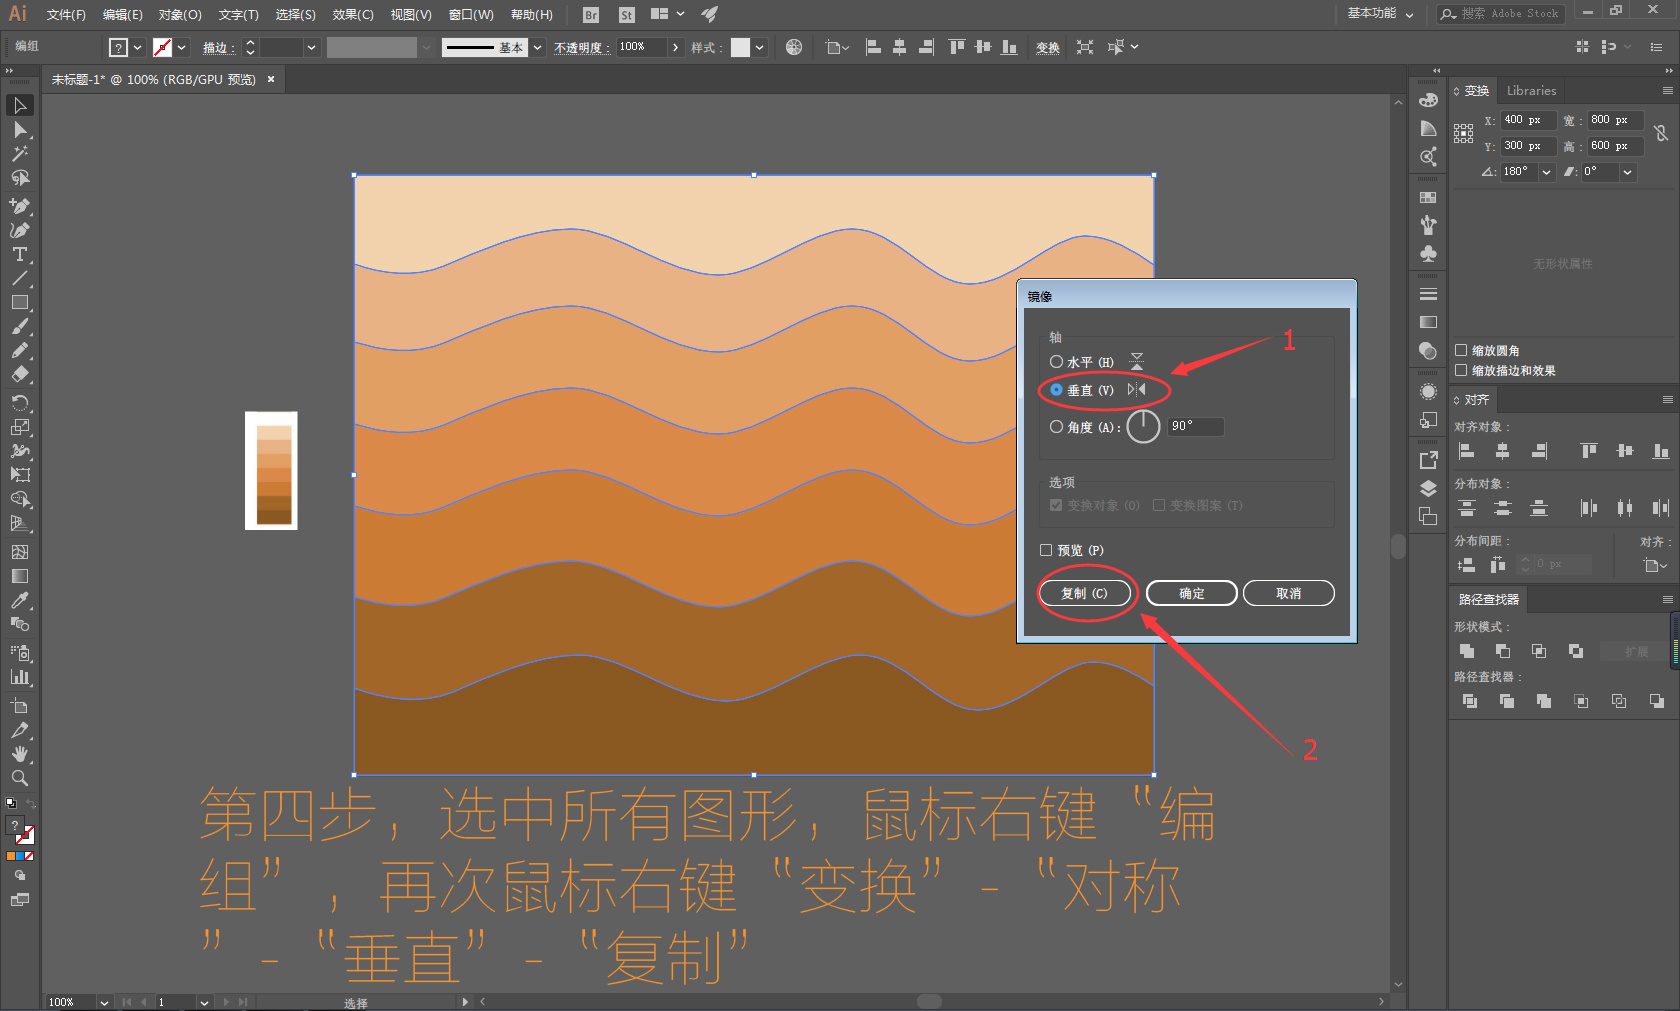 Ai 文件(F) 编辑(E) 对象(O) 文字(T) 选择(S) 效果(C) 视图(V) 窗口(W) 帮助(H) Br St 基本功能 搜索 Adobe Stock
编组 ? 描边: 基本 不透明度: 100% 样式: 变换
未标题-1* @ 100% (RGB/GPU 预览) ×
变换 Libraries
X: 400 px 宽: 800 px
Y: 300 px 高: 600 px
180° 0°
无形状属性
缩放圆角
缩放描边和效果
对齐
对齐对象:
分布对象:
分布间距: 对齐:
0 px
路径查找器
形状模式:
扩展
路径查找器:
镜像
轴
水平 (H)
垂直 (V)
角度 (A): 90°
选项
变换对象 (O) 变换图案 (T)
预览 (P)
复制 (C) 确定 取消
1
2
?
第四步，选中所有图形，鼠标右键“编
组”，再次鼠标右键“变换”-“对称
”-“垂直”-“复制”
100% 1 选择